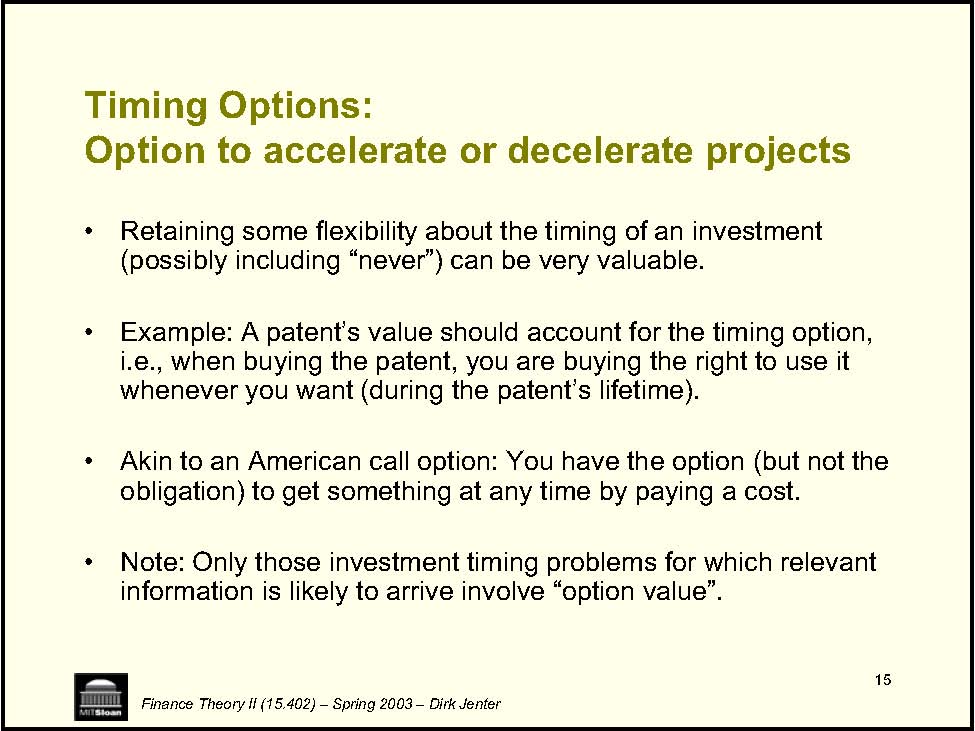 Timing Options:
Option to accelerate or decelerate projects
• Retaining some flexibility about the timing of an investment
(possibly including “never”) can be very valuable.
• Example: A patent’s value should account for the timing option,
i.e., when buying the patent, you are buying the right to use it
whenever you want (during the patent’s lifetime).
• Akin to an American call option: You have the option (but not the
obligation) to get something at any time by paying a cost.
• Note: Only those investment timing problems for which relevant
information is likely to arrive involve “option value”.
15
MITSloan
Finance Theory II (15.402) – Spring 2003 – Dirk Jenter